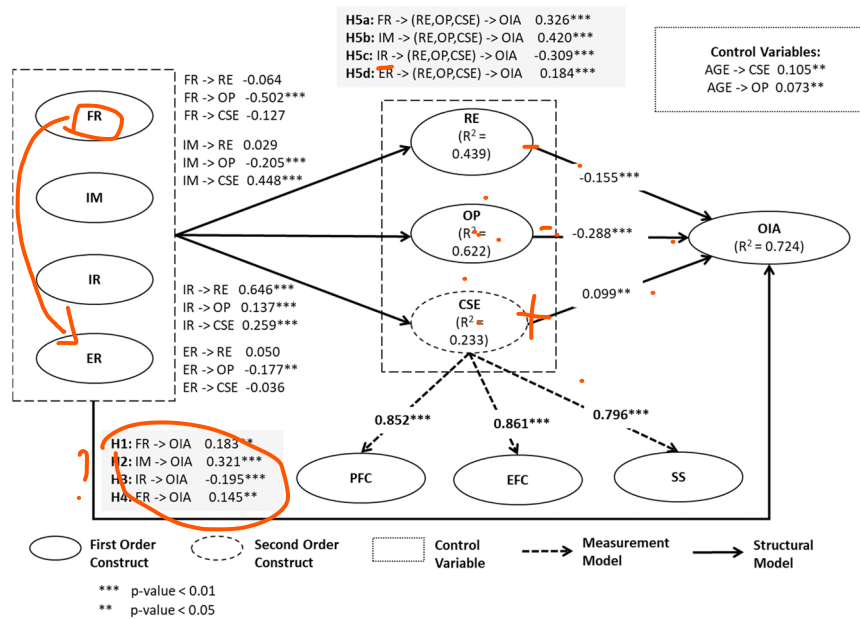 H5a: FR -> (RE,OP,CSE) -> OIA 0.326***
H5b: IM -> (RE,OP,CSE) -> OIA 0.420***
H5c: IR -> (RE,OP,CSE) -> OIA -0.309***
H5d: ER -> (RE,OP,CSE) -> OIA 0.184***
Control Variables:
AGE -> CSE 0.105**
AGE -> OP 0.073**
FR
IM
IR
ER
FR -> RE -0.064
FR -> OP -0.502***
FR -> CSE -0.127
IM -> RE 0.029
IM -> OP -0.205***
IM -> CSE 0.448***
IR -> RE 0.646***
IR -> OP 0.137***
IR -> CSE 0.259***
ER -> RE 0.050
ER -> OP -0.177**
ER -> CSE -0.036
RE
(R² =
0.439)
OP
(R² =
0.622)
CSE
(R² =
0.233)
-0.155***
-0.288***
0.099**
OIA
(R² = 0.724)
0.852***
0.861***
0.796***
PFC
EFC
SS
?
H1: FR -> OIA 0.183**
H2: IM -> OIA 0.321***
H3: IR -> OIA -0.195***
H4: ER -> OIA 0.145**
First Order
Construct
Second Order
Construct
Control
Variable
Measurement
Model
Structural
Model
*** p-value < 0.01
** p-value < 0.05